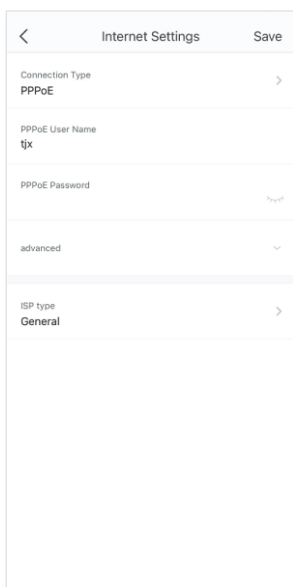 Internet Settings
Save
Connection Type
PPPoE
PPPoE User Name
tjx
PPPoE Password
advanced
ISP type
General